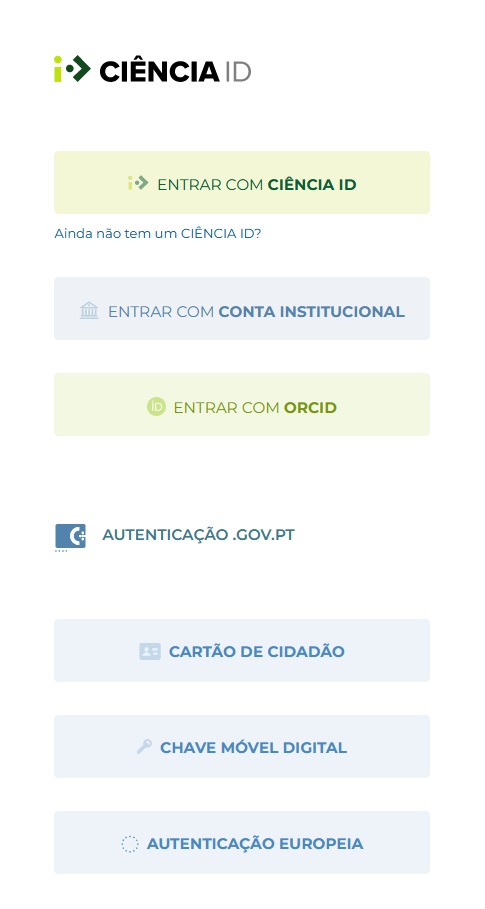 CIÊNCIA ID
ENTRAR COM CIÊNCIA ID
Ainda não tem um CIÊNCIA ID?
ENTRAR COM CONTA INSTITUCIONAL
iD ENTRAR COM ORCID
AUTENTICAÇÃO .GOV.PT
CARTÃO DE CIDADÃO
CHAVE MÓVEL DIGITAL
AUTENTICAÇÃO EUROPEIA